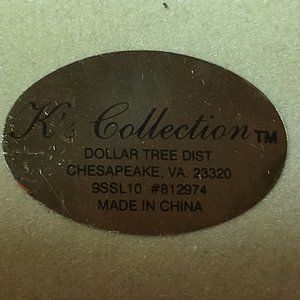 K's Collection™
DOLLAR TREE DIST.
CHESAPEAKE, VA. 23320
9SSL10 #812974
MADE IN CHINA